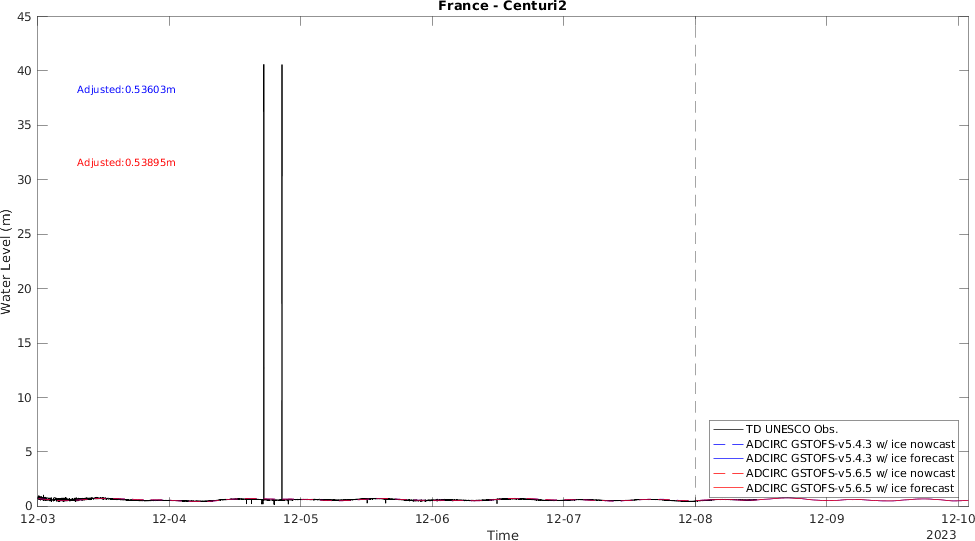 France - Centuri2
45
40
35
30
25
20
15
10
5
0
Water Level (m)
Adjusted:0.53603m
Adjusted:0.53895m
TD UNESCO Obs.
ADCIRC GSTOFS-v5.4.3 w/ ice nowcast
ADCIRC GSTOFS-v5.4.3 w/ ice forecast
ADCIRC GSTOFS-v5.6.5 w/ ice nowcast
ADCIRC GSTOFS-v5.6.5 w/ ice forecast
12-03 12-04 12-05 12-06 12-07 12-08 12-09 12-10
Time
2023